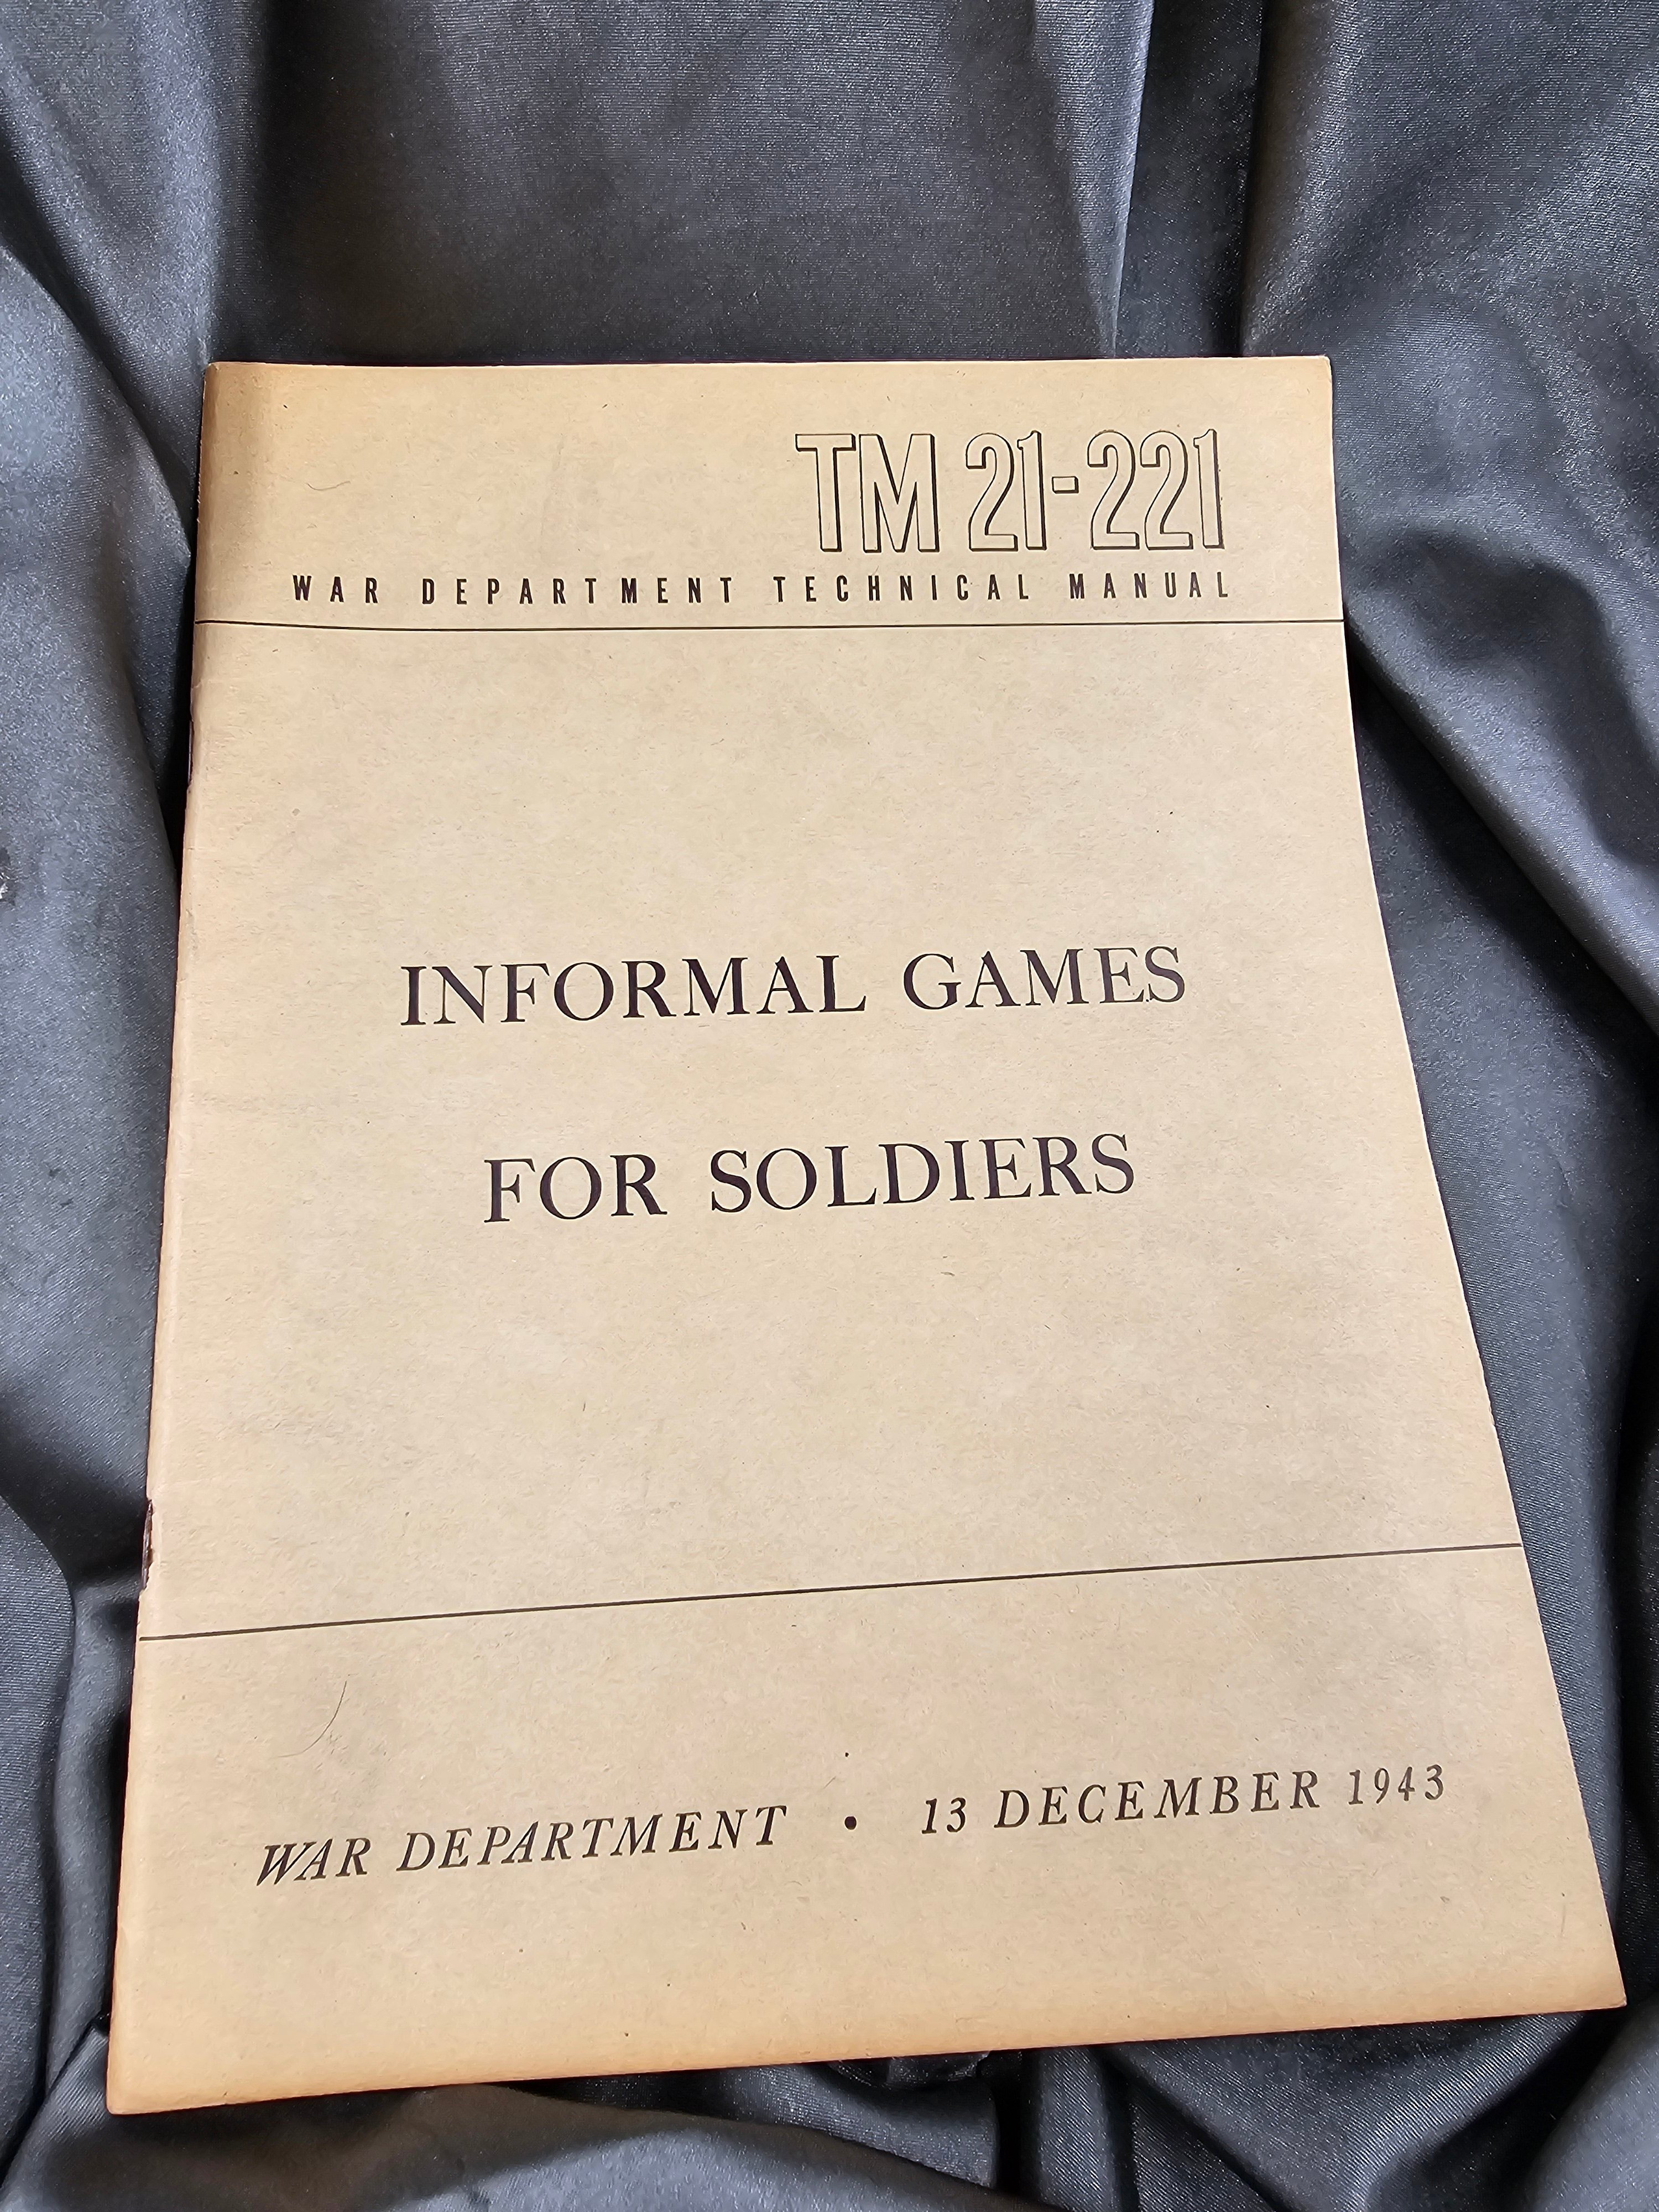 TM 21-221
WAR DEPARTMENT TECHNICAL MANUAL
INFORMAL GAMES
FOR SOLDIERS
WAR DEPARTMENT • 13 DECEMBER 1943